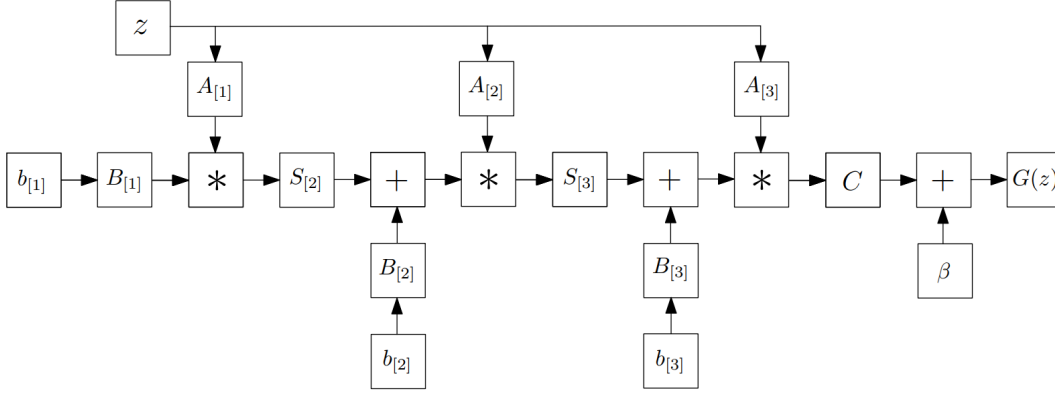 z
A[1] A[2] A[3]
b[1] B[1] * S[2] + * S[3] + * C + G(z)
B[2] B[3] β
b[2] b[3]